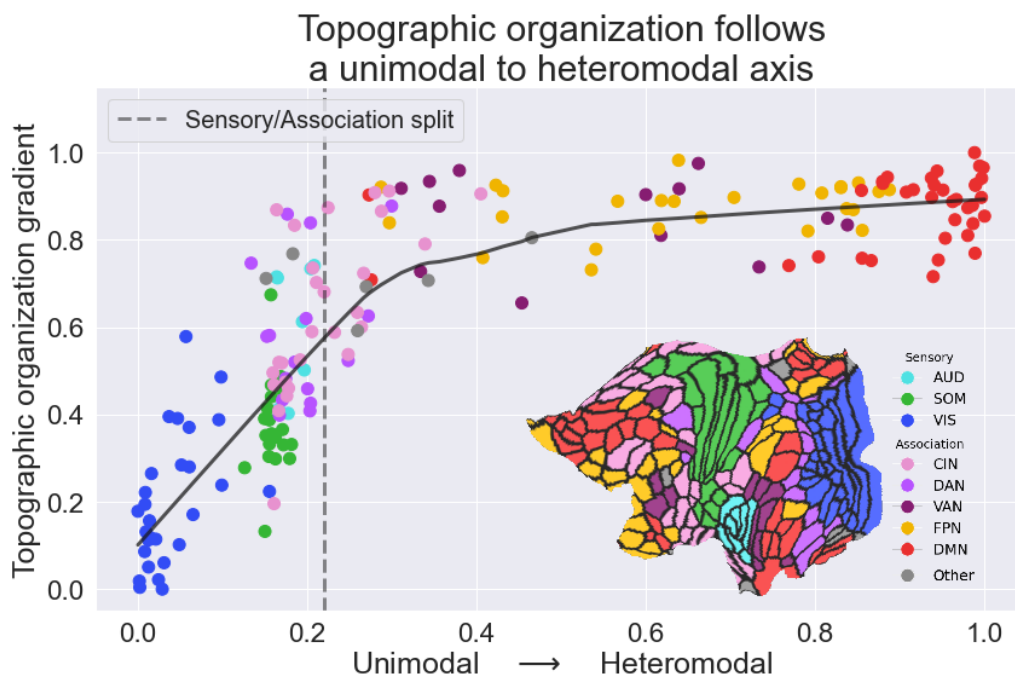 Topographic organization follows
a unimodal to heteromodal axis
Sensory/Association split
Topographic organization gradient
1.0
0.8
0.6
0.4
0.2
0.0
Sensory
AUD
SOM
VIS
Association
CIN
DAN
VAN
FPN
DMN
Other
0.0 0.2 0.4 0.6 0.8 1.0
Unimodal ⟶ Heteromodal